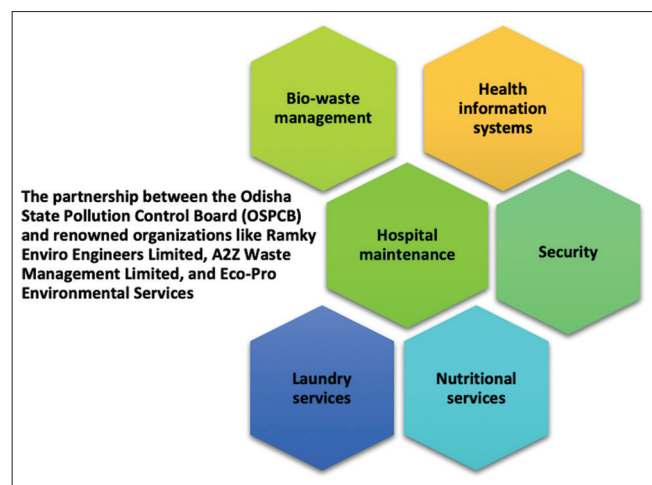 Bio-waste
management
Health
information
systems
The partnership between the Odisha
State Pollution Control Board (OSPCB)
and renowned organizations like Ramky
Enviro Engineers Limited, A2Z Waste
Management Limited, and Eco-Pro
Environmental Services
Hospital
maintenance
Security
Laundry
services
Nutritional
services